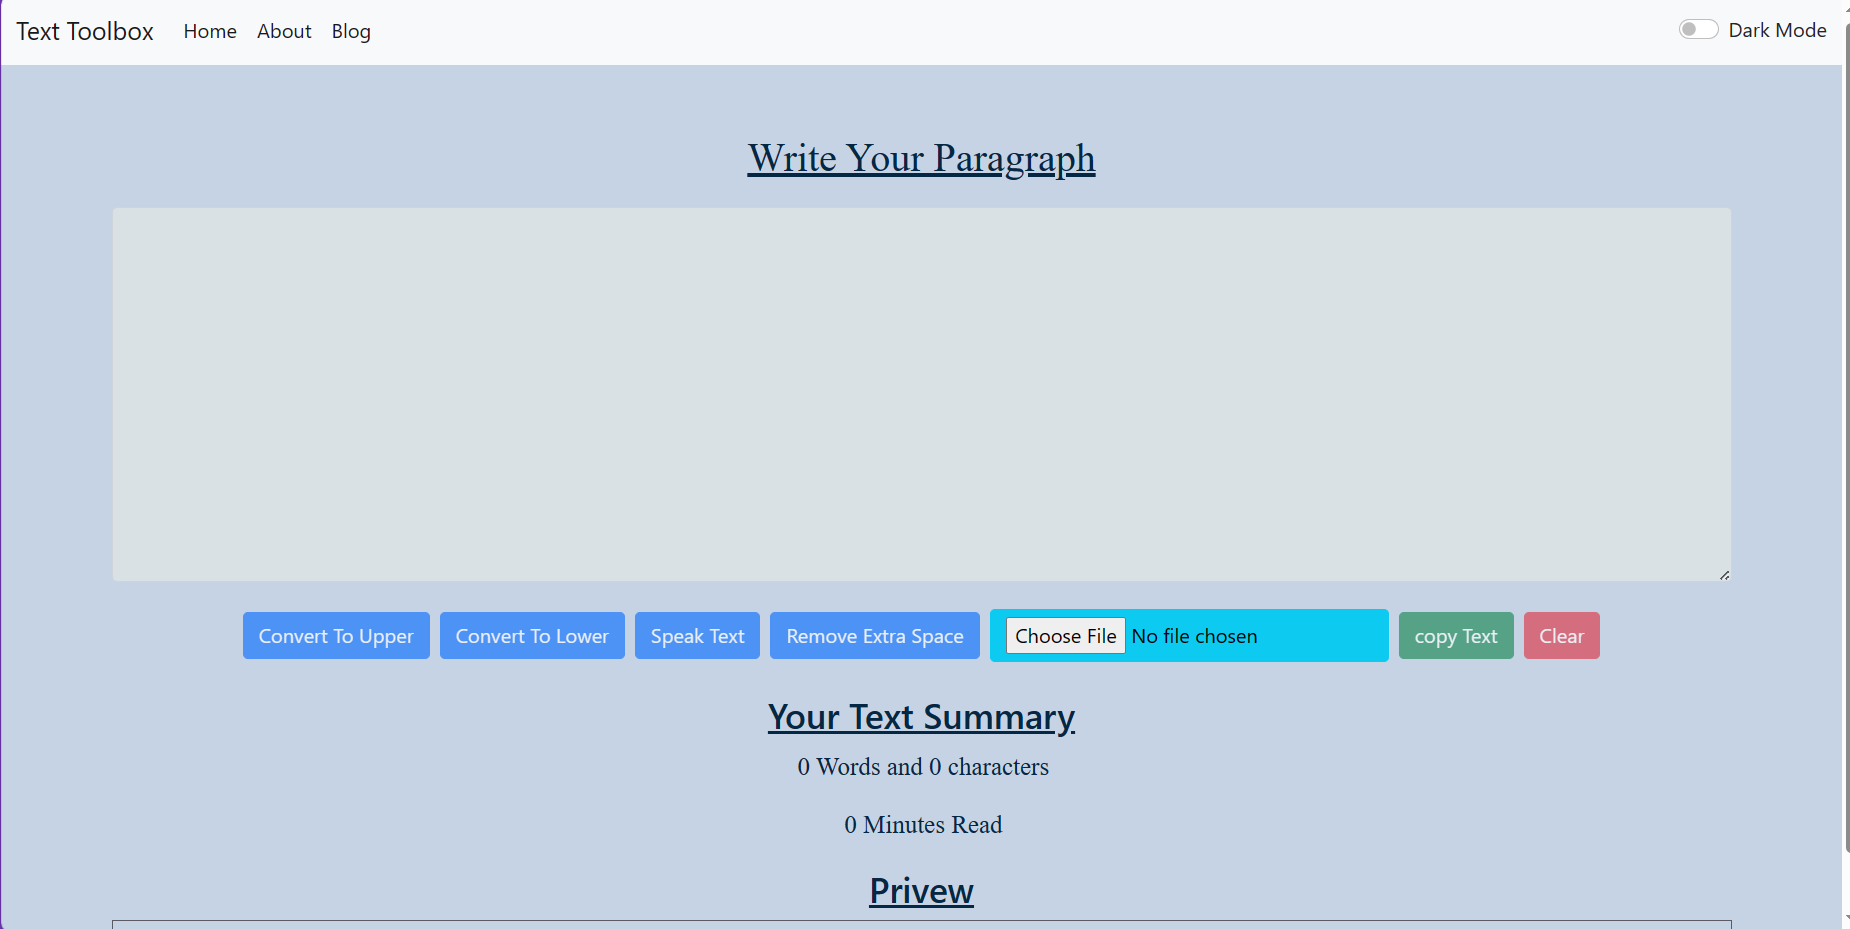 Text Toolbox Home About Blog Dark Mode
Write Your Paragraph
Convert To Upper Convert To Lower Speak Text Remove Extra Space Choose File No file chosen copy Text Clear
Your Text Summary
0 Words and 0 characters
0 Minutes Read
Privew